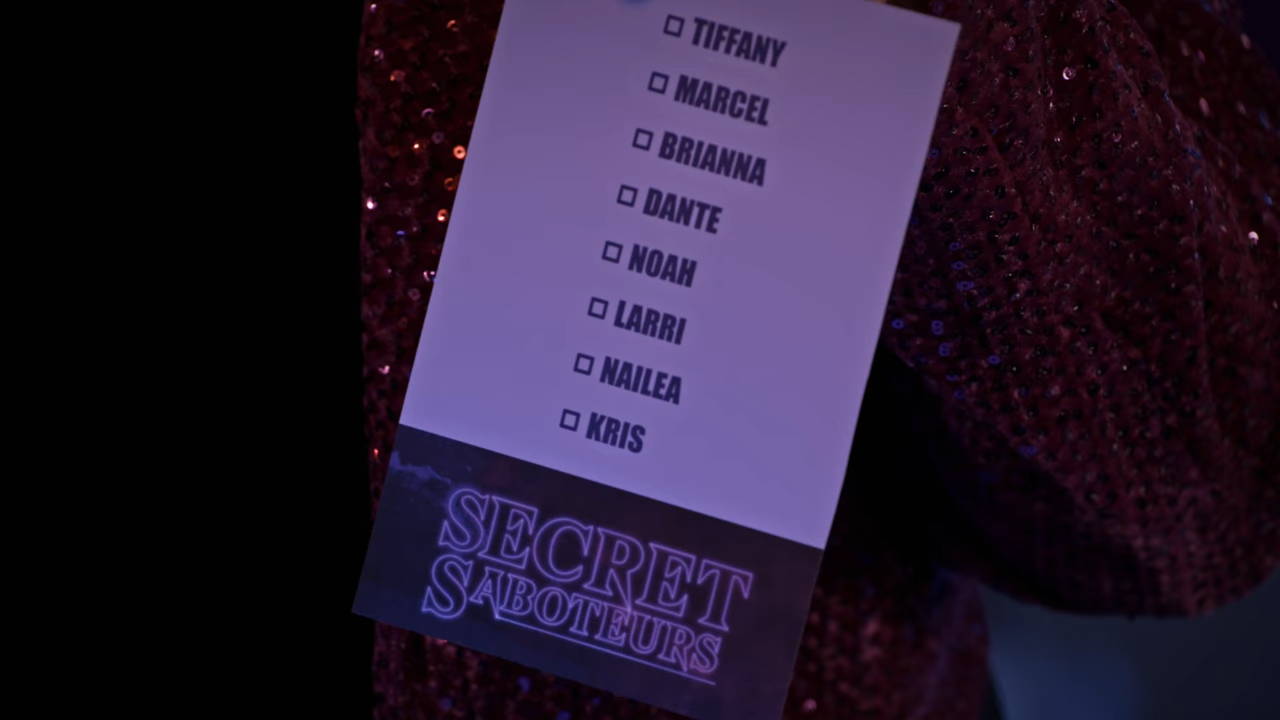 TIFFANY
MARCEL
BRIANNA
DANTE
NOAH
LARRI
NAILEA
KRIS
SECRET
SABOTEURS